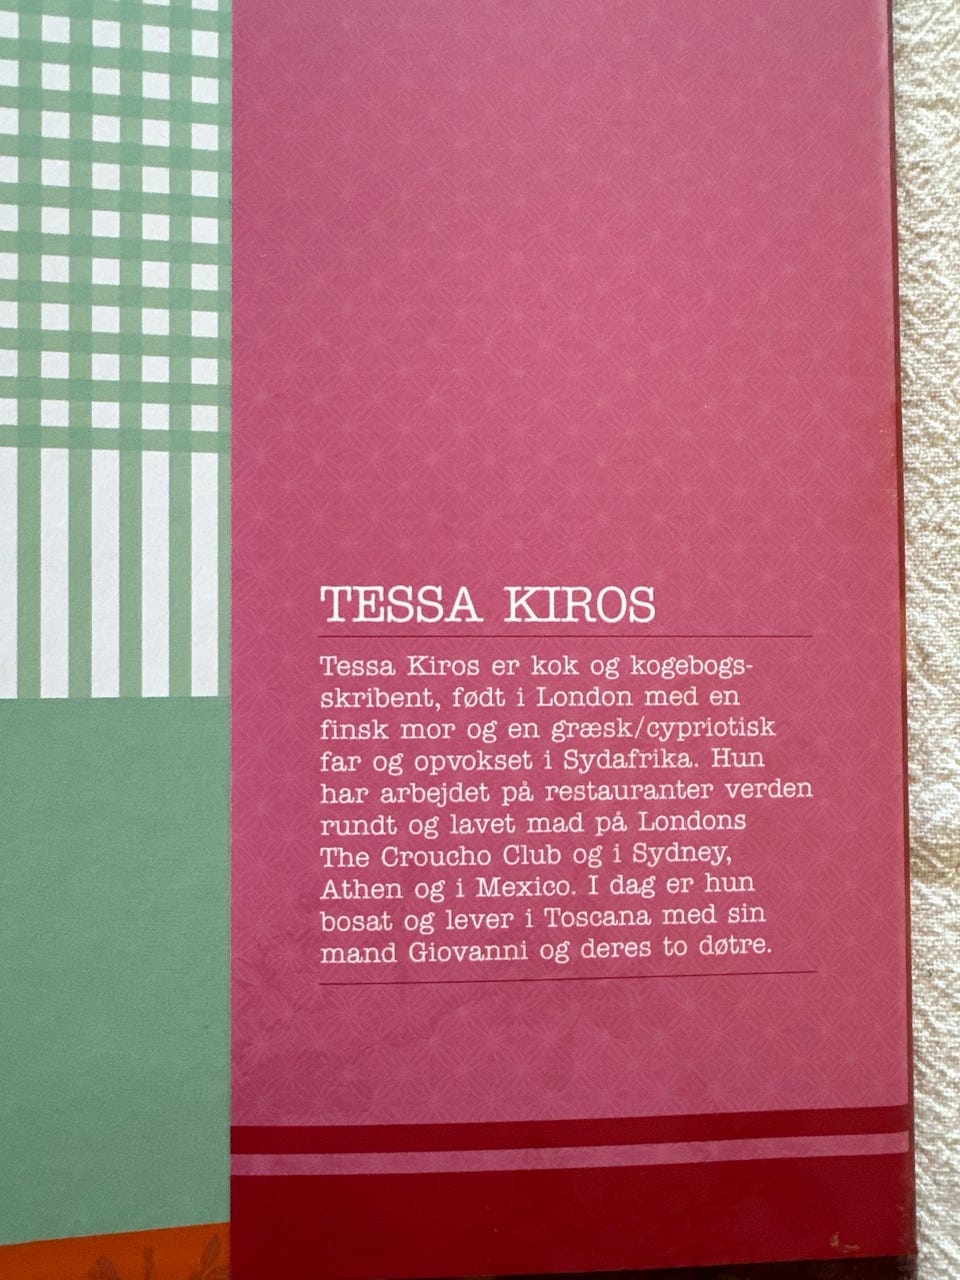 TESSA KIROS
Tessa Kiros er kok og kogebogs-
skribent, født i London med en
finsk mor og en græsk/cypriotisk
far og opvokset i Sydafrika. Hun
har arbejdet på restauranter verden
rundt og lavet mad på Londons
The Croucho Club og i Sydney,
Athen og i Mexico. I dag er hun
bosat og lever i Toscana med sin
mand Giovanni og deres to døtre.